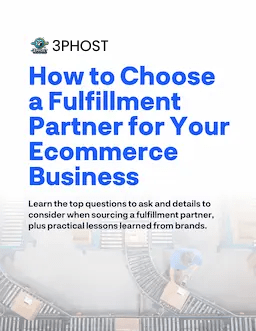 3PHOST
How to Choose
a Fulfillment
Partner for Your
Ecommerce
Business
Learn the top questions to ask and details to
consider when sourcing a fulfillment partner,
plus practical lessons learned from brands.